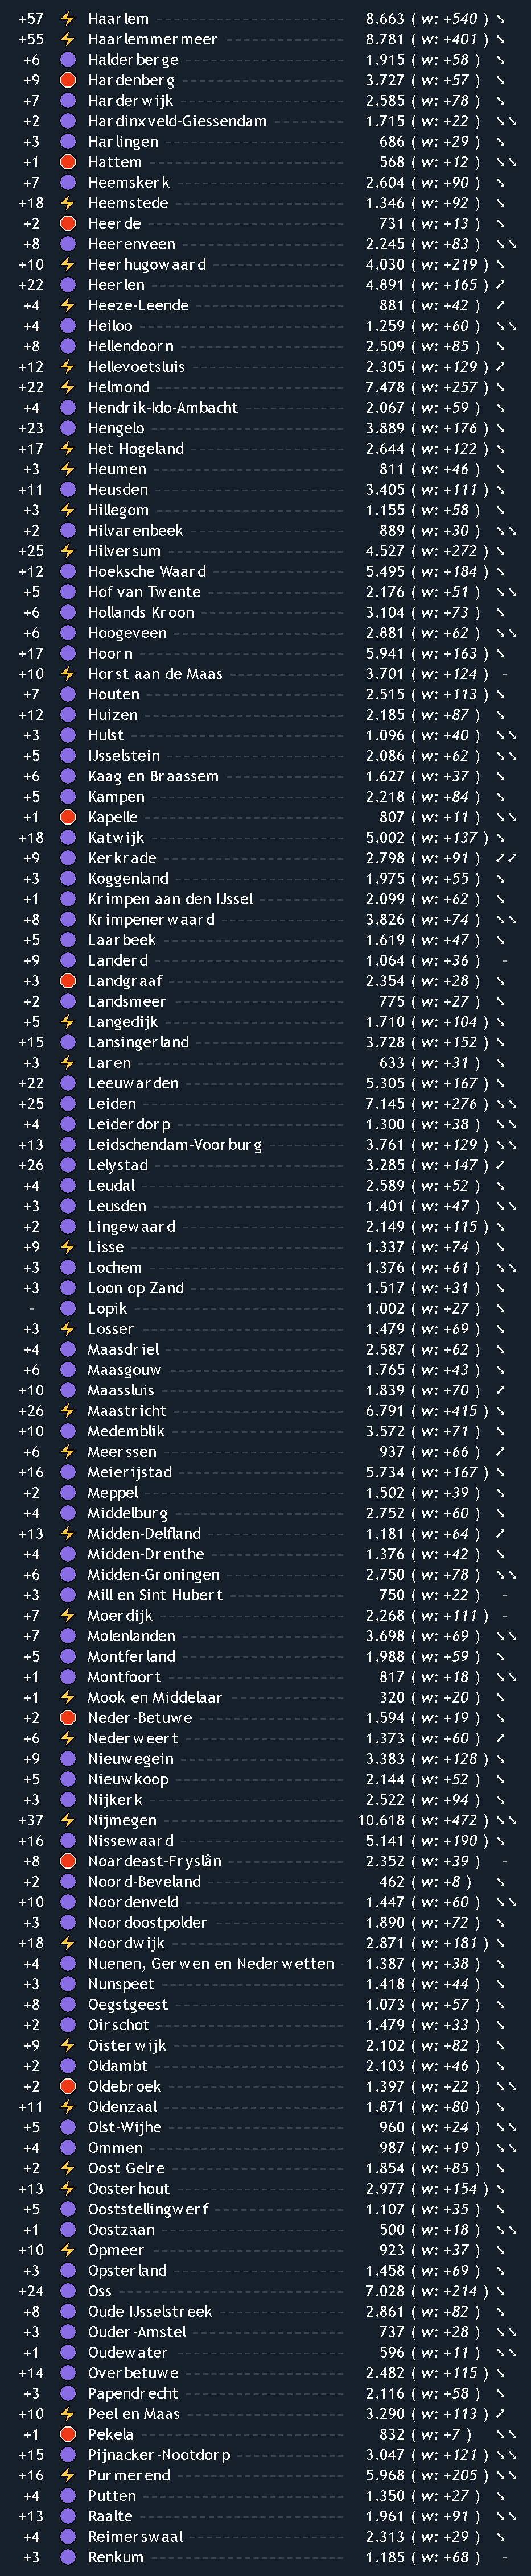 +57 Haarlem 8.663 ( w: +540 )
+55 Haarlemmermeer 8.781 ( w: +401 )
+6 Halderberge 1.915 ( w: +58 )
+9 Hardenberg 3.727 ( w: +57 )
+7 Harderwijk 2.585 ( w: +78 )
+2 Hardinxveld-Giessendam 1.715 ( w: +22 )
+3 Harlingen 686 ( w: +29 )
+1 Hattem 568 ( w: +12 )
+7 Heemskerk 2.604 ( w: +90 )
+18 Heemstede 1.346 ( w: +92 )
+2 Heerde 731 ( w: +13 )
+8 Heerenveen 2.245 ( w: +83 )
+10 Heerhugowaard 4.030 ( w: +219 )
+22 Heerlen 4.891 ( w: +165 )
+4 Heeze-Leende 881 ( w: +42 )
+4 Heiloo 1.259 ( w: +60 )
+8 Hellendoorn 2.509 ( w: +85 )
+12 Hellevoetsluis 2.305 ( w: +129 )
+22 Helmond 7.478 ( w: +257 )
+4 Hendrik-Ido-Ambacht 2.067 ( w: +59 )
+23 Hengelo 3.889 ( w: +176 )
+17 Het Hogeland 2.644 ( w: +122 )
+3 Heumen 811 ( w: +46 )
+11 Heusden 3.405 ( w: +111 )
+3 Hillegom 1.155 ( w: +58 )
+2 Hilvarenbeek 889 ( w: +30 )
+25 Hilversum 4.527 ( w: +272 )
+12 Hoeksche Waard 5.495 ( w: +184 )
+5 Hof van Twente 2.176 ( w: +51 )
+6 Hollands Kroon 3.104 ( w: +73 )
+6 Hoogeveen 2.881 ( w: +62 )
+17 Hoorn 5.941 ( w: +163 )
+10 Horst aan de Maas 3.701 ( w: +124 ) -
+7 Houten 2.515 ( w: +113 )
+12 Huizen 2.185 ( w: +87 )
+3 Hulst 1.096 ( w: +40 )
+5 IJsselstein 2.086 ( w: +62 )
+6 Kaag en Braassem 1.627 ( w: +37 )
+5 Kampen 2.218 ( w: +84 )
+1 Kapelle 807 ( w: +11 )
+18 Katwijk 5.002 ( w: +137 )
+9 Kerkrade 2.798 ( w: +91 )
+3 Koggenland 1.975 ( w: +55 )
+1 Krimpen aan den IJssel 2.099 ( w: +62 )
+8 Krimpenerwaard 3.826 ( w: +74 )
+5 Laarbeek 1.619 ( w: +47 )
+9 Landerd 1.064 ( w: +36 ) -
+3 Landgraaf 2.354 ( w: +28 )
+2 Landsmeer 775 ( w: +27 )
+5 Langedijk 1.710 ( w: +104 )
+15 Lansingerland 3.728 ( w: +152 )
+3 Laren 633 ( w: +31 )
+22 Leeuwarden 5.305 ( w: +167 )
+25 Leiden 7.145 ( w: +276 )
+4 Leiderdorp 1.300 ( w: +38 )
+13 Leidschendam-Voorburg 3.761 ( w: +129 )
+26 Lelystad 3.285 ( w: +147 )
+4 Leudal 2.589 ( w: +52 )
+3 Leusden 1.401 ( w: +47 )
+2 Lingewaard 2.149 ( w: +115 )
+9 Lisse 1.337 ( w: +74 )
+3 Lochem 1.376 ( w: +61 )
+3 Loon op Zand 1.517 ( w: +31 )
- Lopik 1.002 ( w: +27 )
+3 Losser 1.479 ( w: +69 )
+4 Maasdriel 2.587 ( w: +62 )
+6 Maasgouw 1.765 ( w: +43 )
+10 Maassluis 1.839 ( w: +70 )
+26 Maastricht 6.791 ( w: +415 )
+10 Medemblik 3.572 ( w: +71 )
+6 Meerssen 937 ( w: +66 )
+16 Meierijstad 5.734 ( w: +167 )
+2 Meppel 1.502 ( w: +39 )
+4 Middelburg 2.752 ( w: +60 )
+13 Midden-Delfland 1.181 ( w: +64 )
+4 Midden-Drenthe 1.376 ( w: +42 )
+6 Midden-Groningen 2.750 ( w: +78 )
+3 Mill en Sint Hubert 750 ( w: +22 ) -
+7 Moerdijk 2.268 ( w: +111 ) -
+7 Molenlanden 3.698 ( w: +69 )
+5 Montferland 1.988 ( w: +59 )
+1 Montfoort 817 ( w: +18 )
+1 Mook en Middelaar 320 ( w: +20 )
+2 Neder-Betuwe 1.594 ( w: +19 )
+6 Nederweert 1.373 ( w: +60 )
+9 Nieuwegein 3.383 ( w: +128 )
+5 Nieuwkoop 2.144 ( w: +52 )
+3 Nijkerk 2.522 ( w: +94 )
+37 Nijmegen 10.618 ( w: +472 )
+16 Nissewaard 5.141 ( w: +190 )
+8 Noardeast-Fryslân 2.352 ( w: +39 )
+2 Noord-Beveland 462 ( w: +8 )
+10 Noordenveld 1.447 ( w: +60 )
+3 Noordoostpolder 1.890 ( w: +72 )
+18 Noordwijk 2.871 ( w: +181 )
+4 Nuenen, Gerwen en Nederwetten 1.387 ( w: +38 )
+3 Nunspeet 1.418 ( w: +44 )
+8 Oegstgeest 1.073 ( w: +57 )
+2 Oirschot 1.479 ( w: +33 )
+9 Oisterwijk 2.102 ( w: +82 )
+2 Oldambt 2.103 ( w: +46 )
+2 Oldebroek 1.397 ( w: +22 )
+11 Oldenzaal 1.871 ( w: +80 )
+5 Olst-Wijhe 960 ( w: +24 )
+4 Ommen 987 ( w: +19 )
+2 Oost Gelre 1.854 ( w: +85 )
+13 Oosterhout 2.977 ( w: +154 )
+5 Ooststellingwerf 1.107 ( w: +35 )
+1 Oostzaan 500 ( w: +18 )
+10 Opmeer 923 ( w: +37 )
+3 Opsterland 1.458 ( w: +69 )
+24 Oss 7.028 ( w: +214 )
+8 Oude IJsselstreek 2.861 ( w: +82 )
+3 Ouder-Amstel 737 ( w: +28 )
+1 Oudewater 596 ( w: +11 )
+14 Overbetuwe 2.482 ( w: +115 )
+3 Papendrecht 2.116 ( w: +58 )
+10 Peel en Maas 3.290 ( w: +113 )
+1 Pekela 832 ( w: +7 )
+15 Pijnacker-Nootdorp 3.047 ( w: +121 )
+16 Purmerend 5.968 ( w: +205 )
+4 Putten 1.350 ( w: +27 )
+13 Raalte 1.961 ( w: +91 )
+4 Reimerswaal 2.313 ( w: +29 )
+3 Renkum 1.185 ( w: +68 ) -